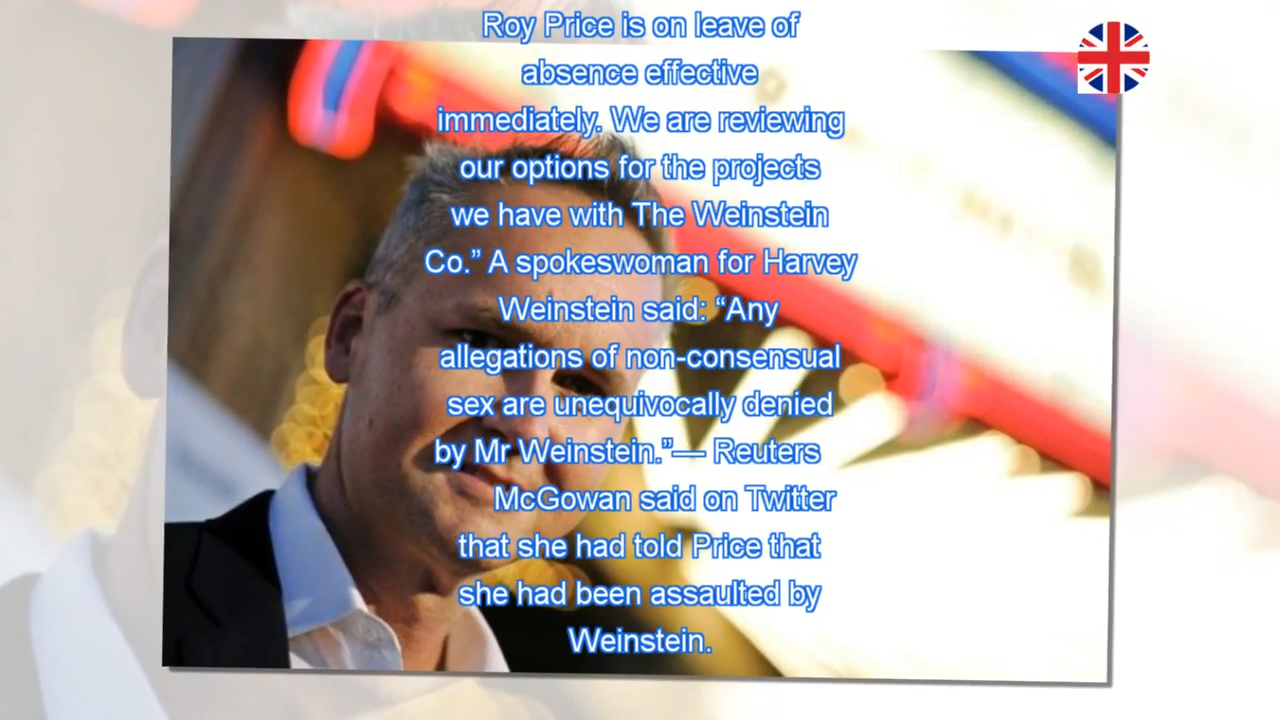 Roy Price is on leave of
absence effective
immediately. We are reviewing
our options for the projects
we have with The Weinstein
Co.” A spokeswoman for Harvey
Weinstein said: “Any
allegations of non-consensual
sex are unequivocally denied
by Mr Weinstein.”— Reuters
McGowan said on Twitter
that she had told Price that
she had been assaulted by
Weinstein.